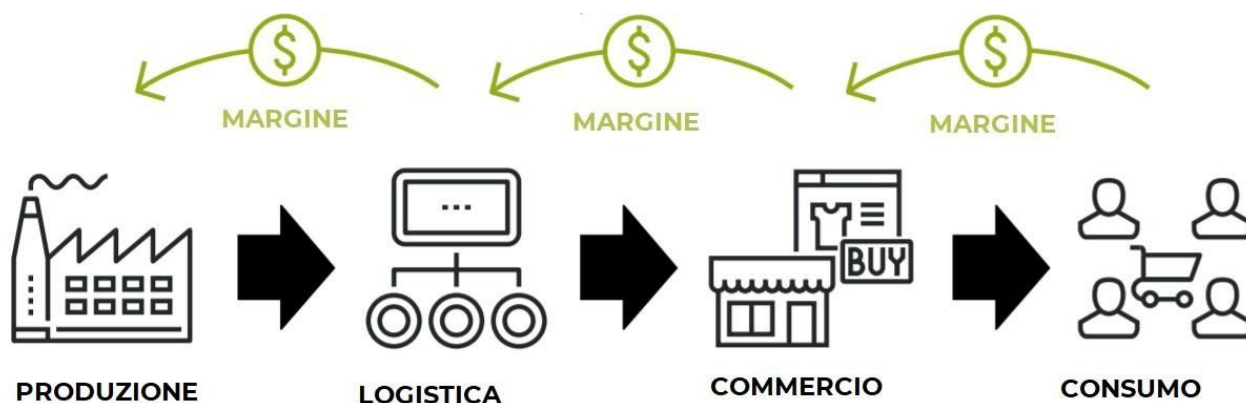 $
$
$
MARGINE
MARGINE
MARGINE
...
BUY
PRODUZIONE
LOGISTICA
COMMERCIO
CONSUMO